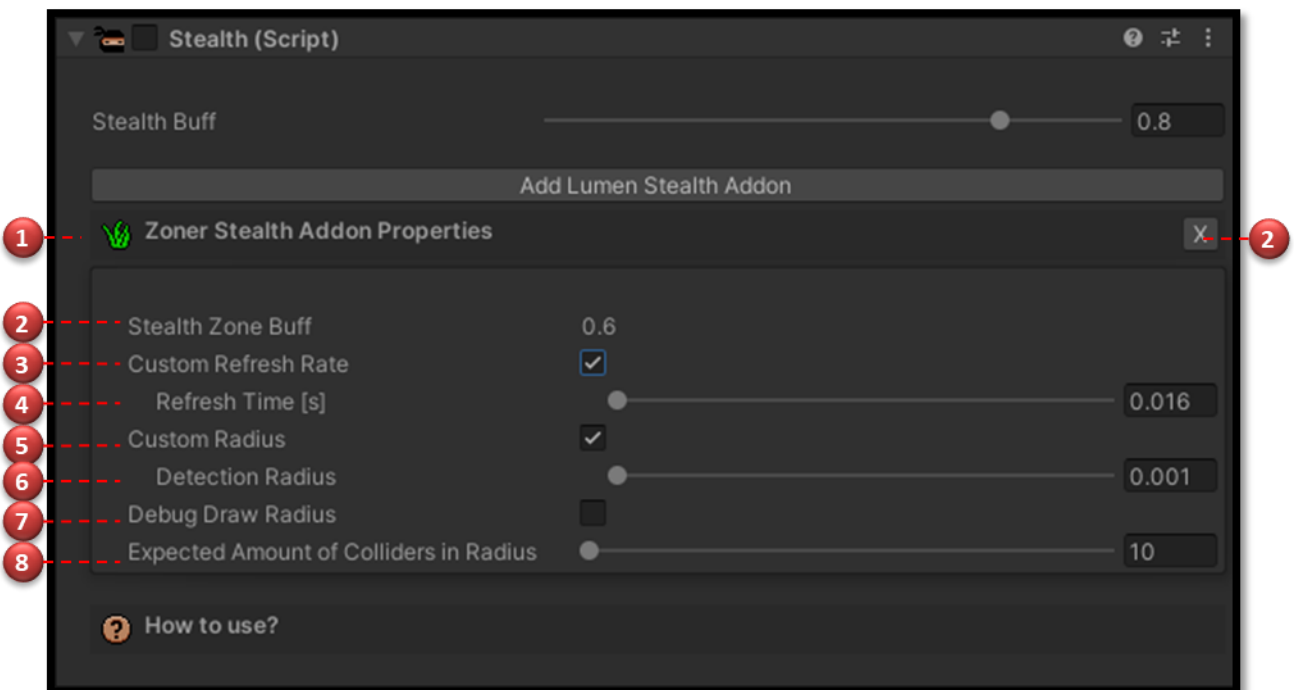 Stealth (Script)
Stealth Buff 0.8
Add Lumen Stealth Addon
1 Zoner Stealth Addon Properties X 2
2 Stealth Zone Buff 0.6
3 Custom Refresh Rate
4 Refresh Time [s] 0.016
5 Custom Radius
6 Detection Radius 0.001
7 Debug Draw Radius
8 Expected Amount of Colliders in Radius 10
? How to use?